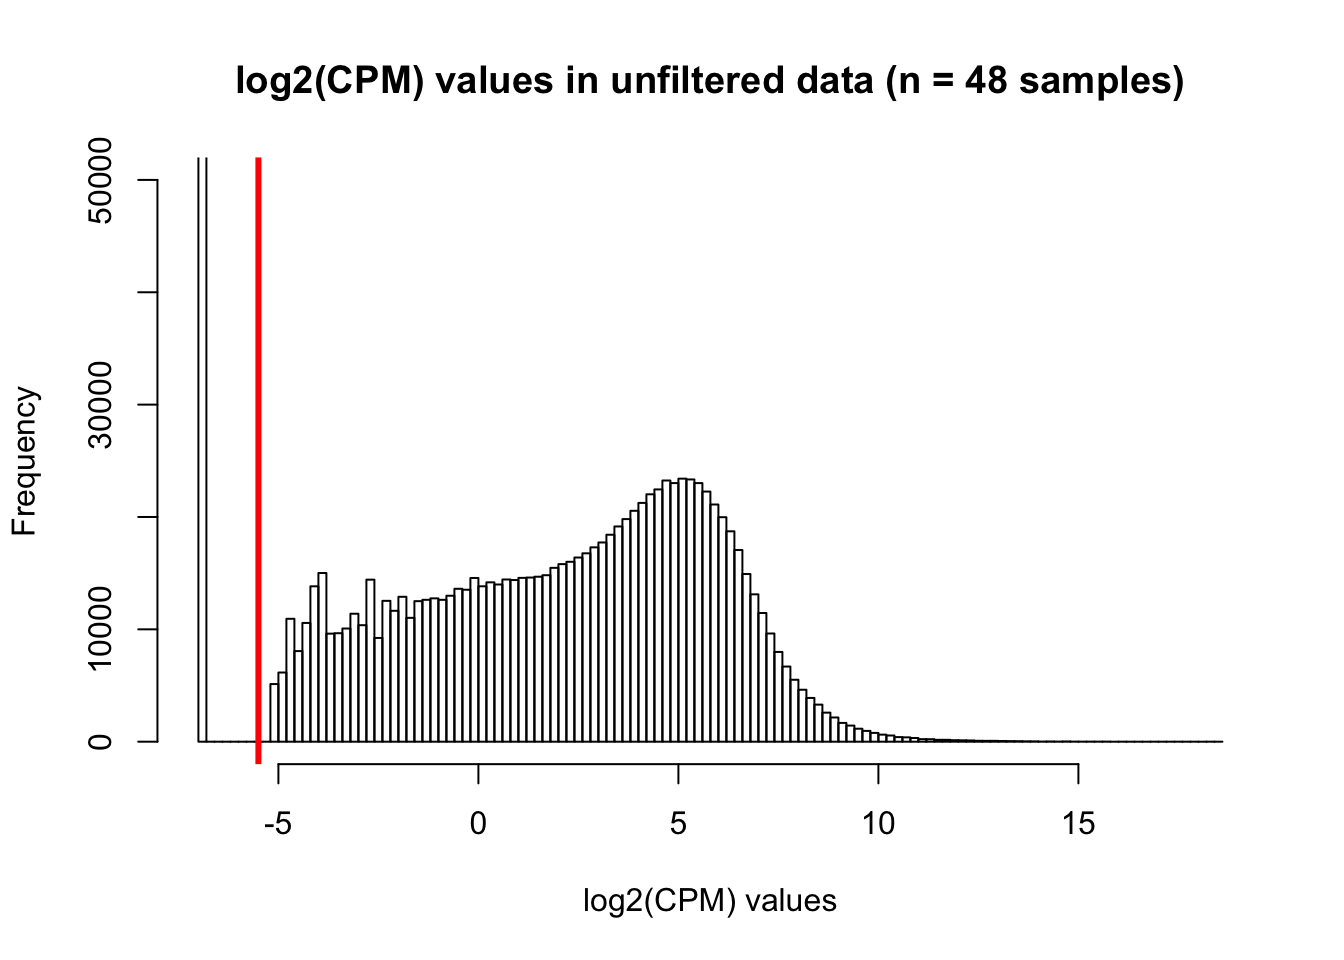 log2(CPM) values in unfiltered data (n = 48 samples)
Frequency
50000
30000
10000
0
-5 0 5 10 15
log2(CPM) values